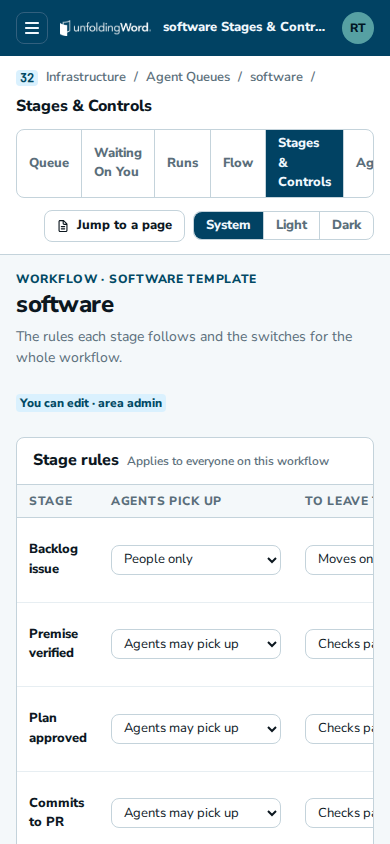 unfoldingWord. software Stages & Contr... RT
32 Infrastructure / Agent Queues / software /
Stages & Controls
Queue Waiting On You Runs Flow Stages & Controls Ag
Jump to a page System Light Dark
WORKFLOW · SOFTWARE TEMPLATE
software
The rules each stage follows and the switches for the
whole workflow.
You can edit · area admin
Stage rules Applies to everyone on this workflow
STAGE AGENTS PICK UP TO LEAVE
Backlog issue People only Moves on
Premise verified Agents may pick up Checks pa
Plan approved Agents may pick up Checks pa
Commits to PR Agents may pick up Checks pa